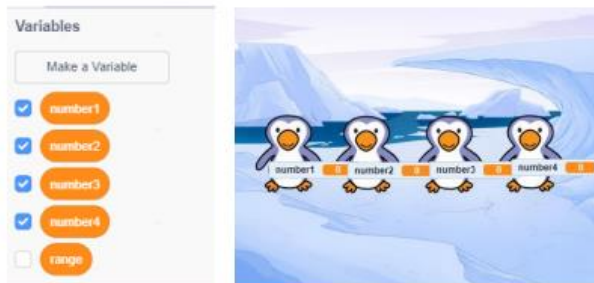 Variables
Make a Variable
number1
number2
number3
number4
range
number1 0 number2 0 number3 0 number4 0